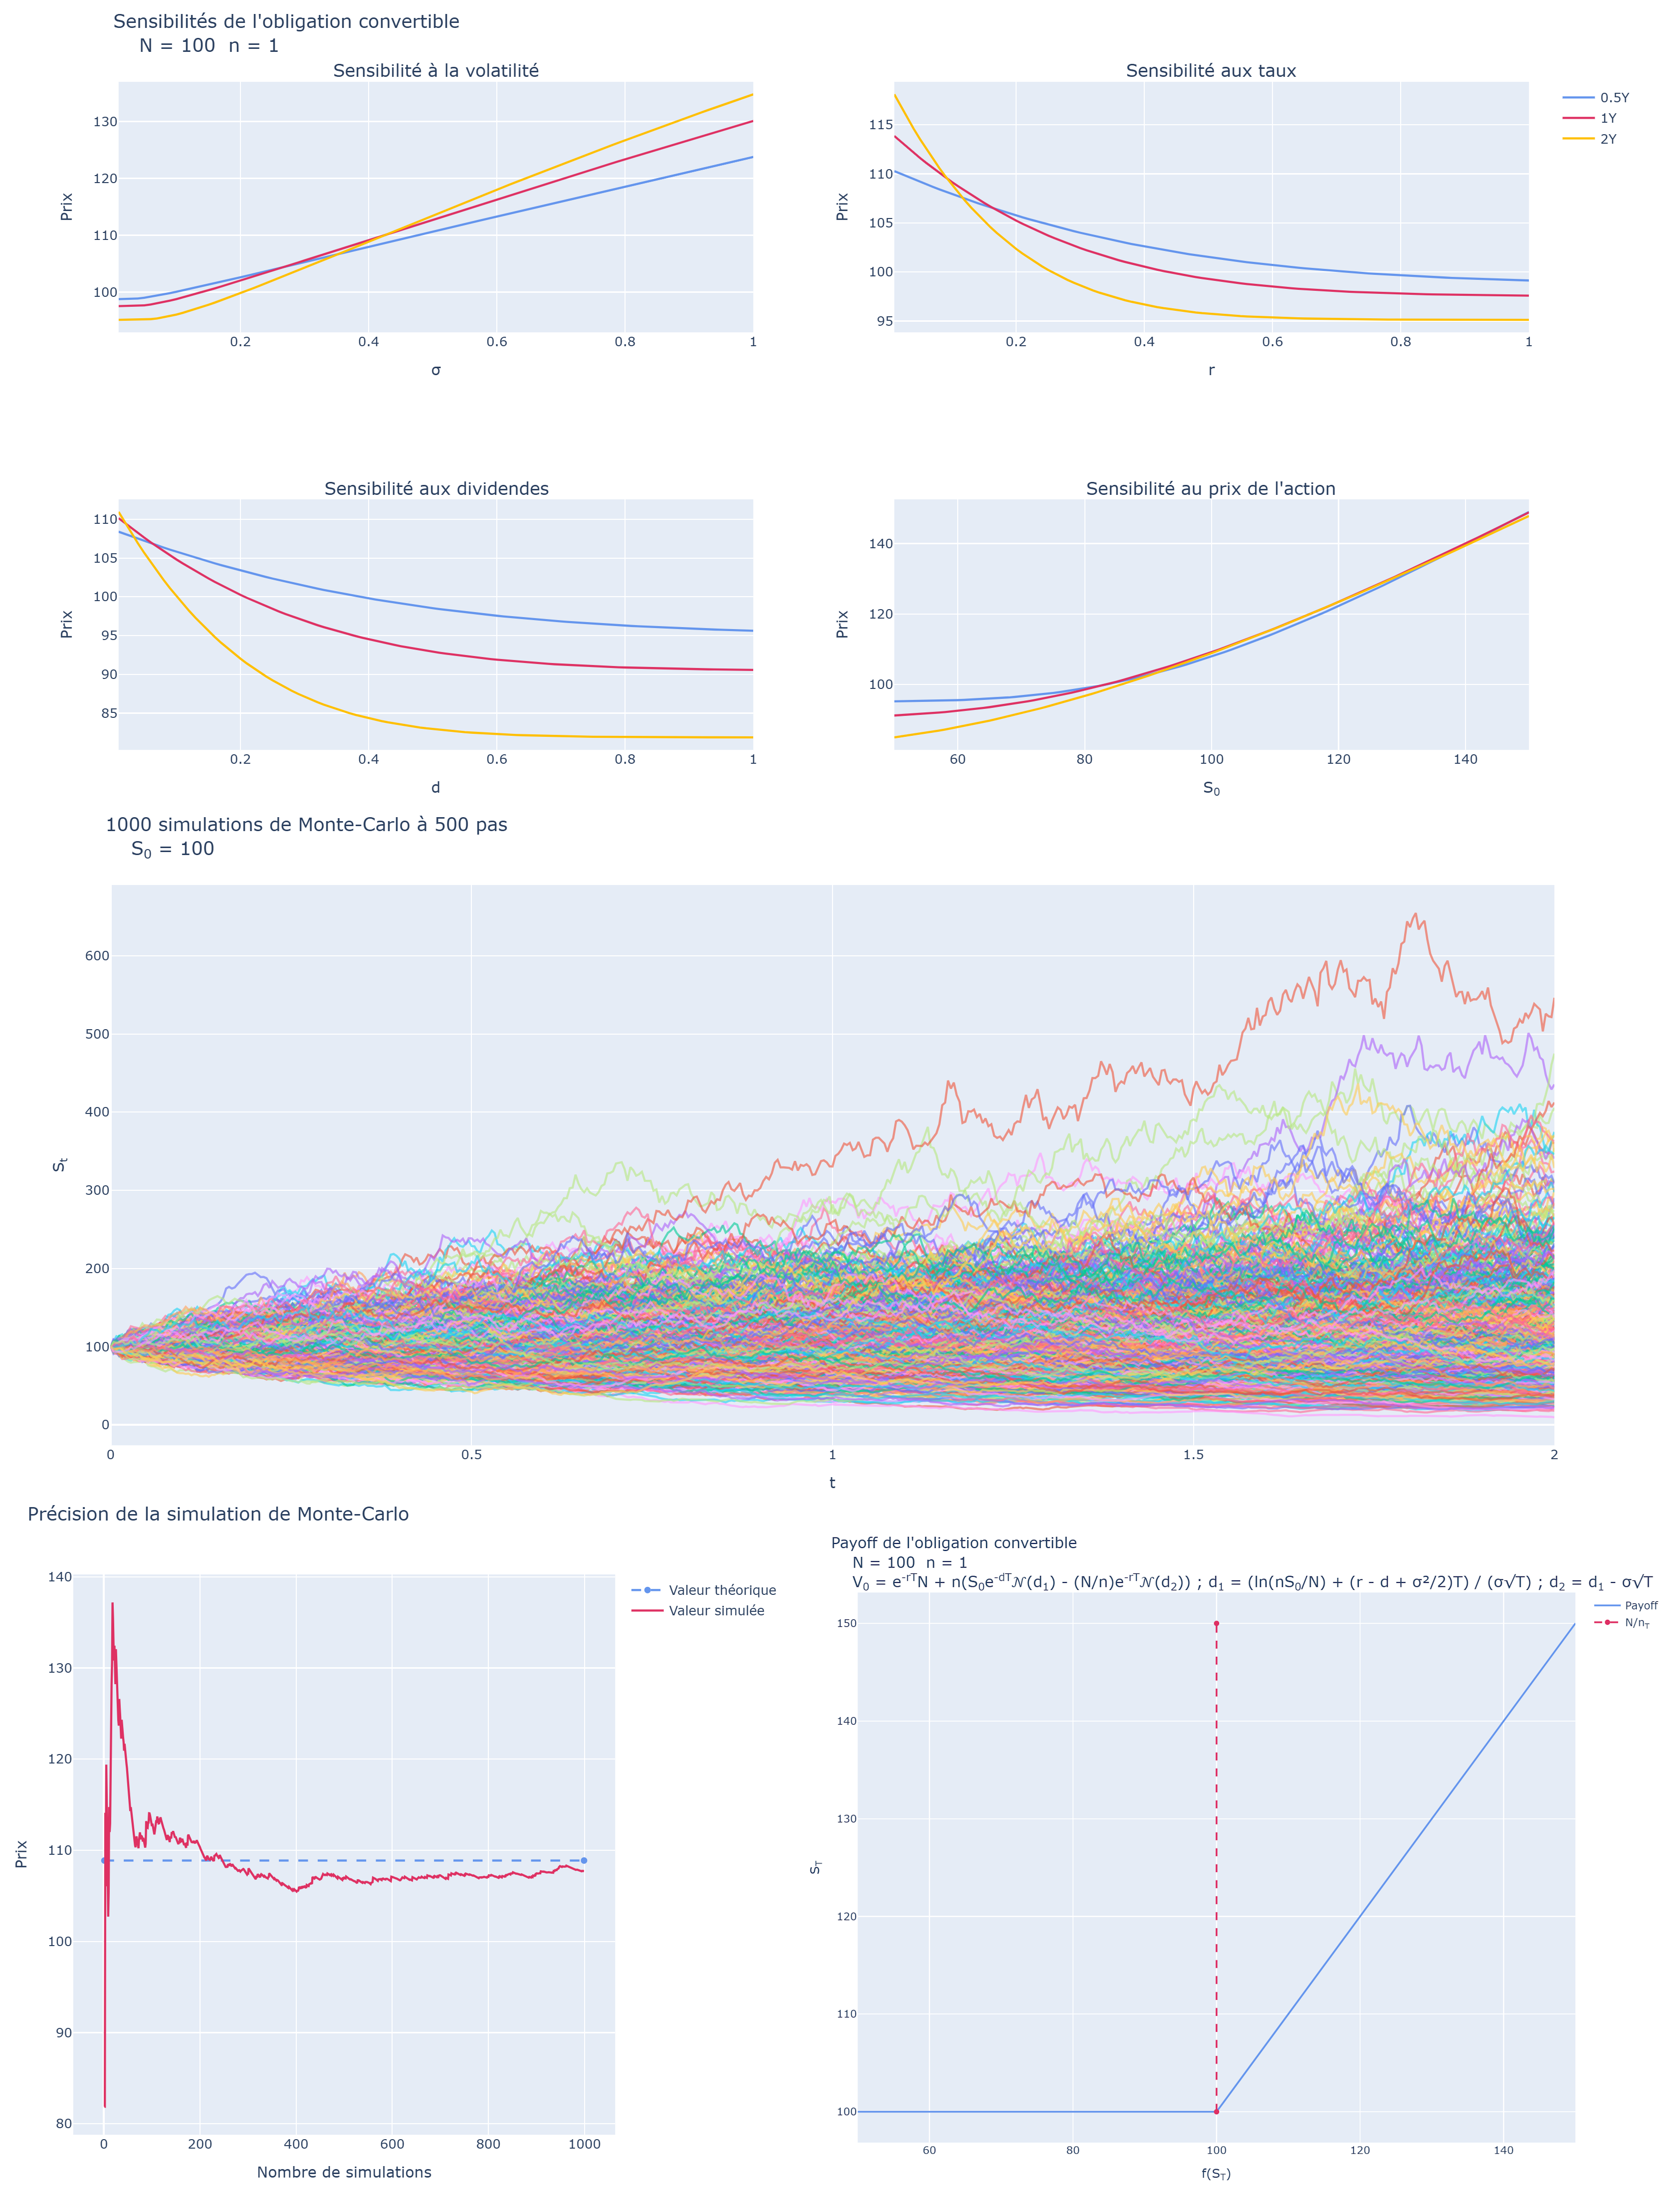 Sensibilités de l'obligation convertible
N = 100 n = 1
Sensibilité à la volatilité
Prix
130
120
110
100
0.2 0.4 0.6 0.8 1
σ
Sensibilité aux taux
Prix
115
110
105
100
95
0.2 0.4 0.6 0.8 1
r
0.5Y
1Y
2Y
Sensibilité aux dividendes
Prix
110
105
100
95
90
85
0.2 0.4 0.6 0.8 1
d
Sensibilité au prix de l'action
Prix
140
120
100
60 80 100 120 140
S₀
1000 simulations de Monte-Carlo à 500 pas
S₀ = 100
Sₜ
600
500
400
300
200
100
0
0 0.5 1 1.5 2
t
Précision de la simulation de Monte-Carlo
Prix
140
130
120
110
100
90
80
0 200 400 600 800 1000
Nombre de simulations
Valeur théorique
Valeur simulée
Payoff de l'obligation convertible
N = 100 n = 1
V₀ = e^-rT N + n(S₀e^-dT 𝒩(d₁) - (N/n)e^-rT 𝒩(d₂)) ; d₁ = (ln(nS₀/N) + (r - d + σ²/2)T) / (σ√T) ; d₂ = d₁ - σ√T
Payoff
N/n_T
S_T
150
140
130
120
110
100
60 80 100 120 140
f(S_T)